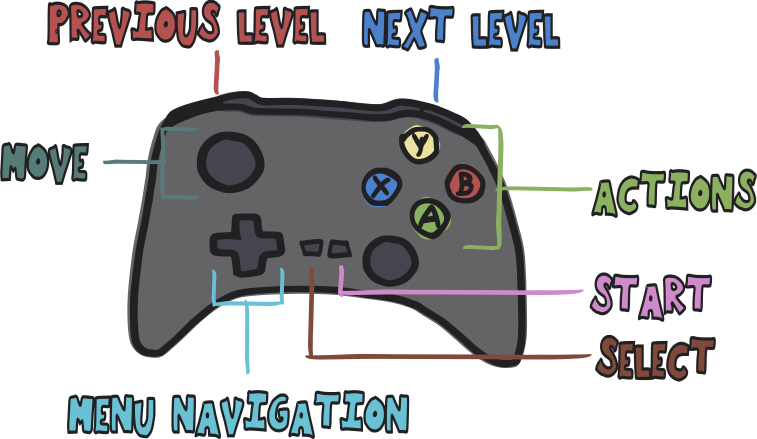 PREVIOUS LEVEL
NEXT LEVEL
MOVE
Y
X
B
A
ACTIONS
START
SELECT
MENU NAVIGATION